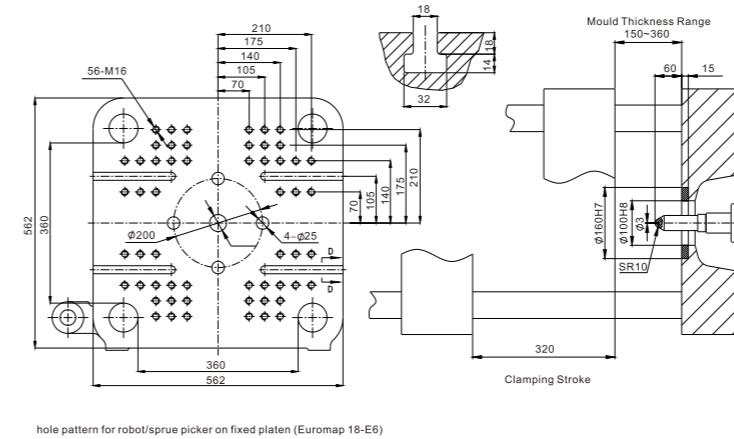 210
175
140
105
70
56-M16
18
18
14
32
Mould Thickness Range
150~360
60
15
562
360
70
105
140
175
210
Ø200
4-Ø25
D
D
360
562
Ø160H7
Ø100H8
Ø3
SR10
320
Clamping Stroke
hole pattern for robot/sprue picker on fixed platen (Euromap 18-E6)